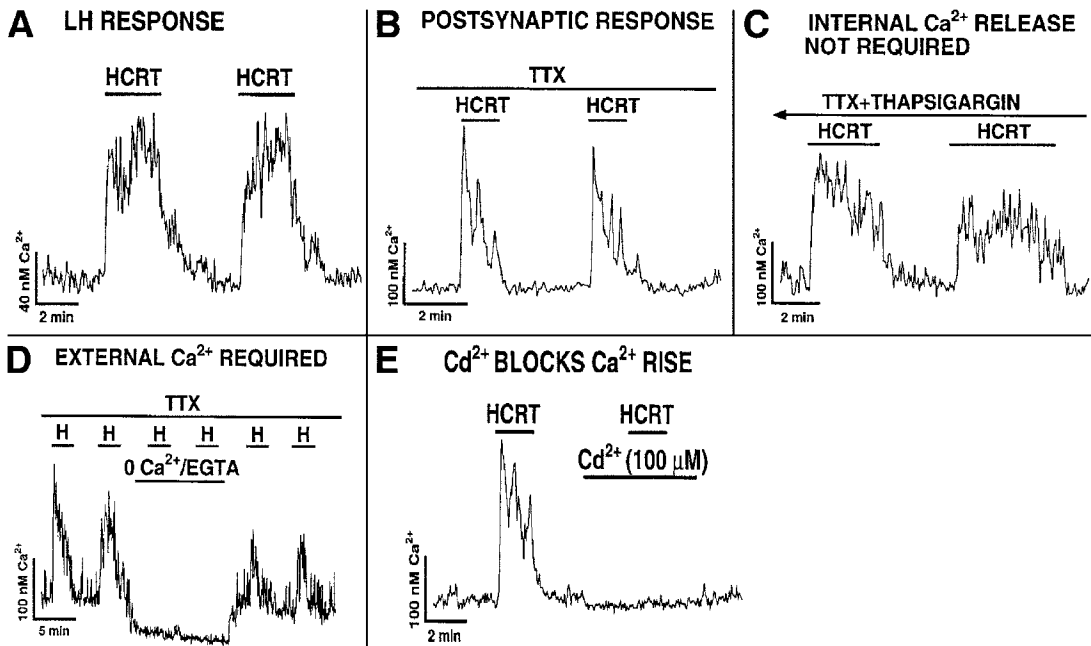 A LH RESPONSE
HCRT HCRT
40 nM Ca²⁺
2 min
B POSTSYNAPTIC RESPONSE
TTX
HCRT HCRT
100 nM Ca²⁺
2 min
C INTERNAL Ca²⁺ RELEASE
NOT REQUIRED
TTX+THAPSIGARGIN
HCRT HCRT
100 nM Ca²⁺
2 min
D EXTERNAL Ca²⁺ REQUIRED
TTX
H H H H H H
0 Ca²⁺/EGTA
100 nM Ca²⁺
5 min
E Cd²⁺ BLOCKS Ca²⁺ RISE
HCRT HCRT
Cd²⁺ (100 µM)
100 nM Ca²⁺
2 min